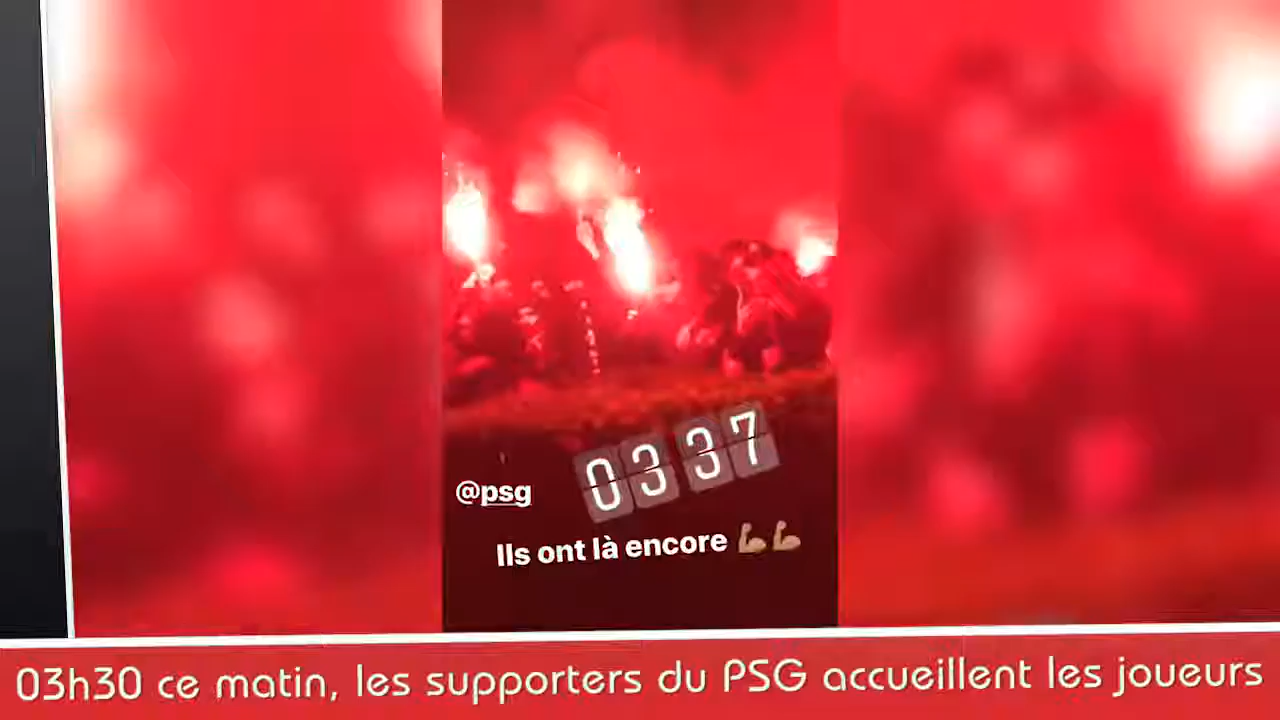 03 37
@psg
Ils ont là encore 💪🏽💪🏽
03h30 ce matin, les supporters du PSG accueillent les joueurs